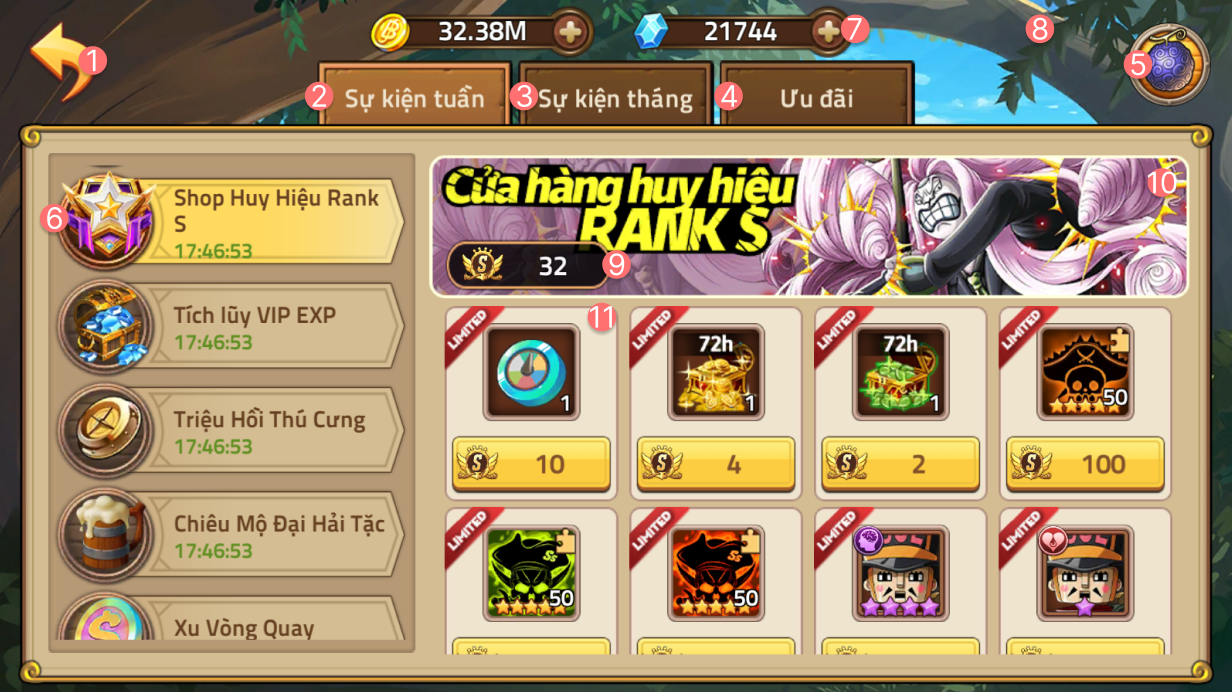 32.38M
21744
7
8
1
5
2 Sự kiện tuần
3 Sự kiện tháng
4 Ưu đãi
6
Shop Huy Hiệu Rank
S
17:46:53
Tích lũy VIP EXP
17:46:53
Triệu Hồi Thú Cưng
17:46:53
Chiêu Mộ Đại Hải Tặc
17:46:53
Xu Vòng Quay
Cửa hàng huy hiệu
RANK S
10
S 32
9
11
LIMITED
1
S 10
LIMITED
72h
1
S 4
LIMITED
72h
1
S 2
LIMITED
50
S 100
LIMITED
SS
50
LIMITED
SS
50
LIMITED
LIMITED